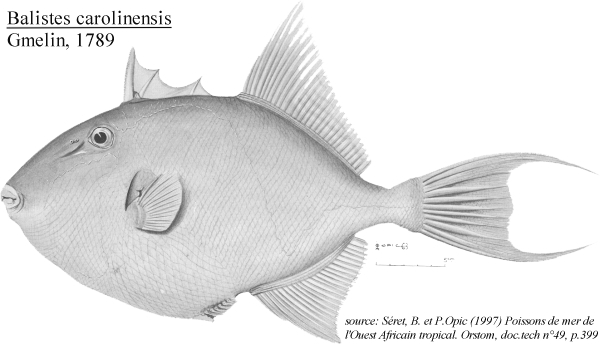 Balistes carolinensis
Gmelin, 1789
source: Séret, B. et P.Opic (1997) Poissons de mer de
l'Ouest Africain tropical. Orstom, doc.tech n°49, p.399